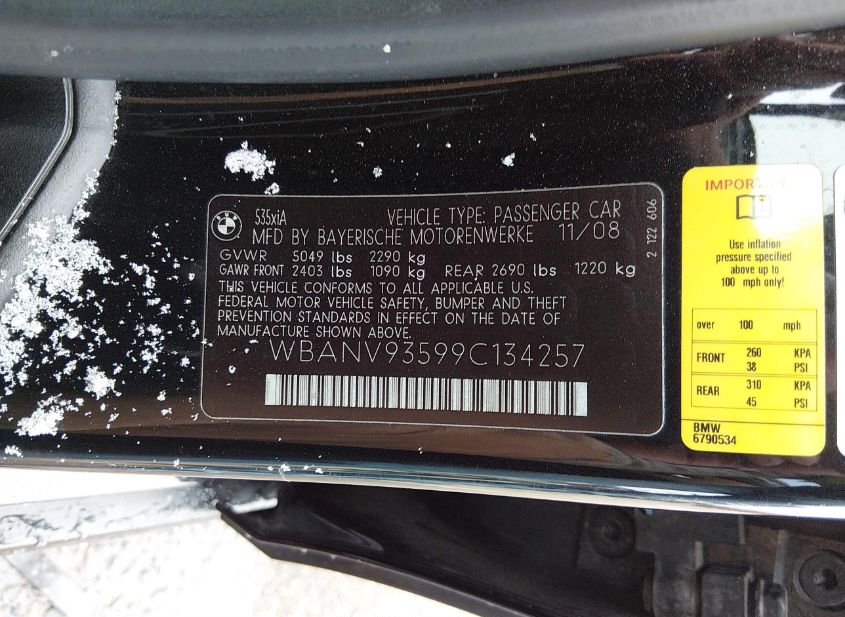 BMW
535xiA VEHICLE TYPE: PASSENGER CAR
MFD BY BAYERISCHE MOTORENWERKE 11/08
GVWR 5049 lbs 2290 kg
GAWR FRONT 2403 lbs 1090 kg REAR 2690 lbs 1220 kg
THIS VEHICLE CONFORMS TO ALL APPLICABLE U.S.
FEDERAL MOTOR VEHICLE SAFETY, BUMPER AND THEFT
PREVENTION STANDARDS IN EFFECT ON THE DATE OF
MANUFACTURE SHOWN ABOVE.
WBANV93599C134257
2 122 606
Use inflation
pressure specified
above up to
100 mph only!
over 100 mph
FRONT 260 KPA
38 PSI
REAR 310 KPA
45 PSI
BMW
6790534